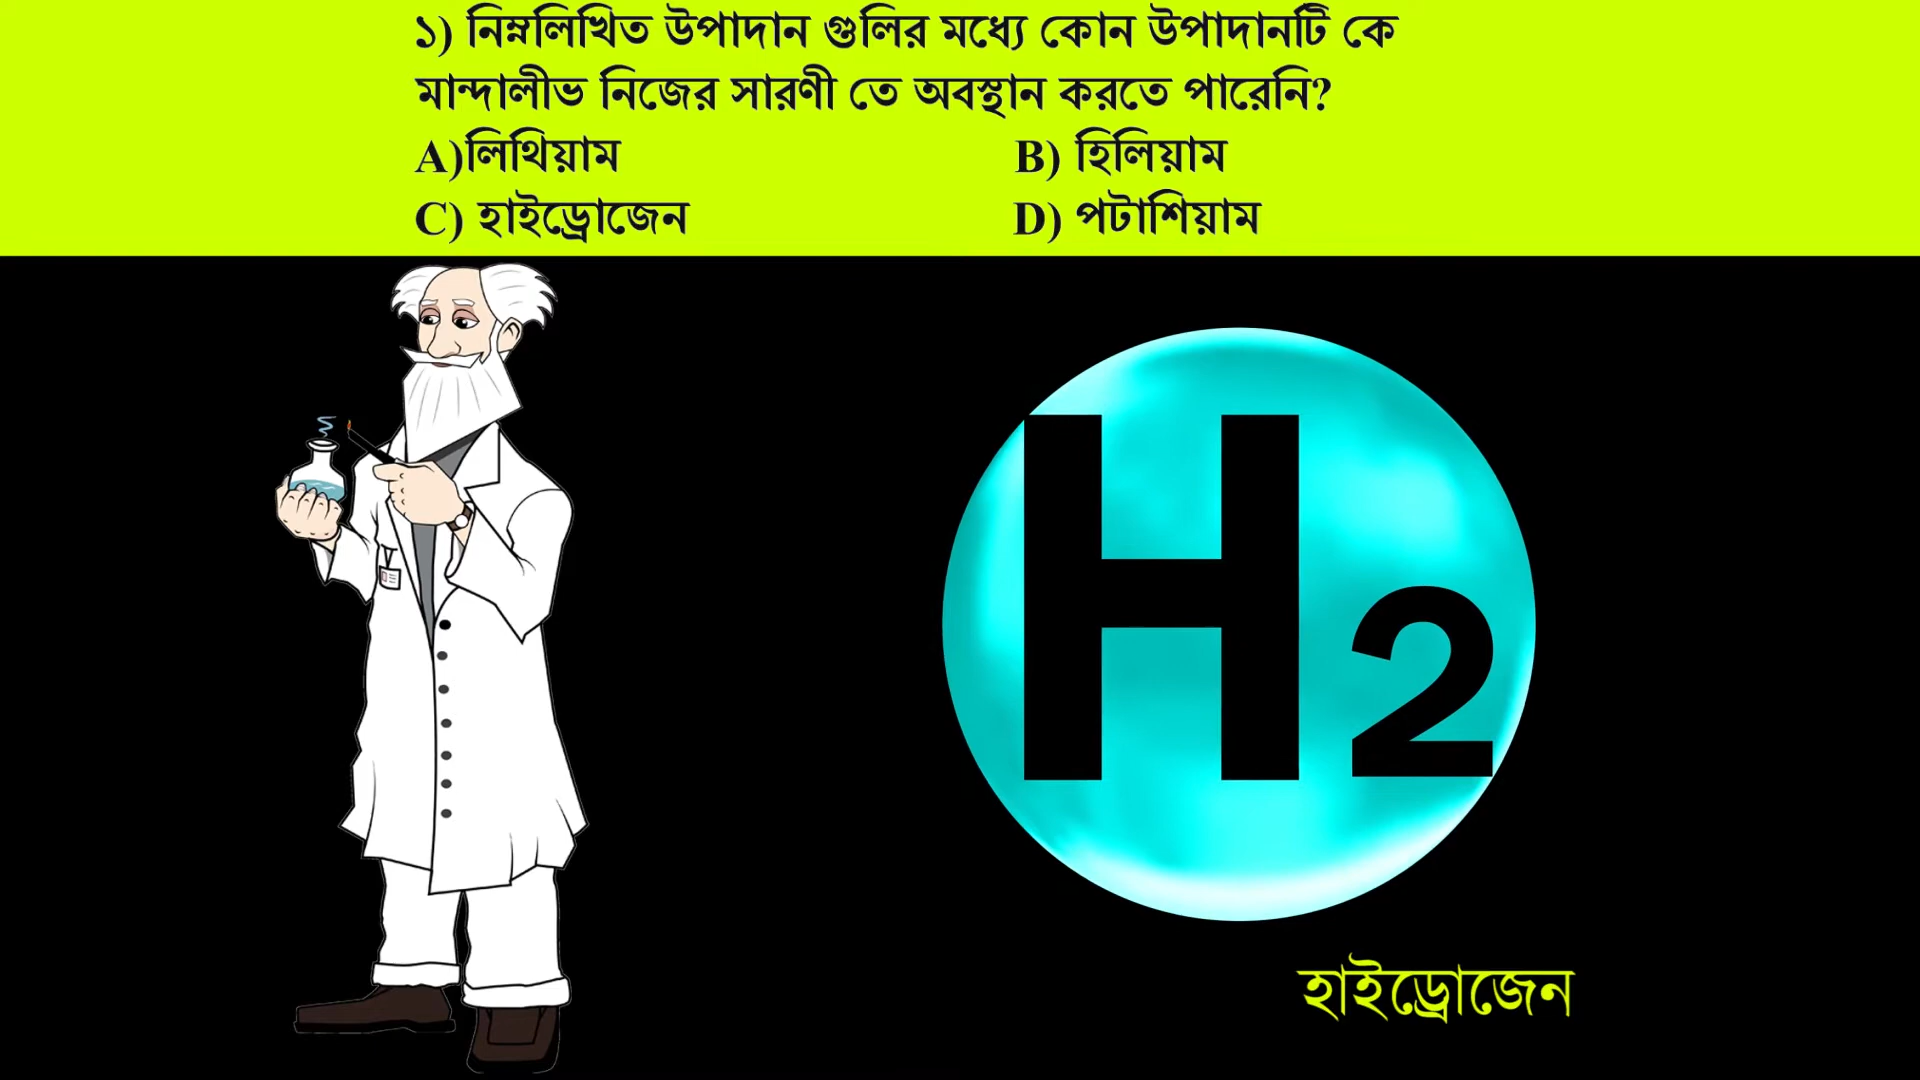 ১) নিম্নলিখিত উপাদান গুলির মধ্যে কোন উপাদানটি কে
মান্দালীভ নিজের সারণী তে অবস্থান করতে পারেনি?
A)লিথিয়াম B) হিলিয়াম
C) হাইড্রোজেন D) পটাশিয়াম
H2
হাইড্রোজেন